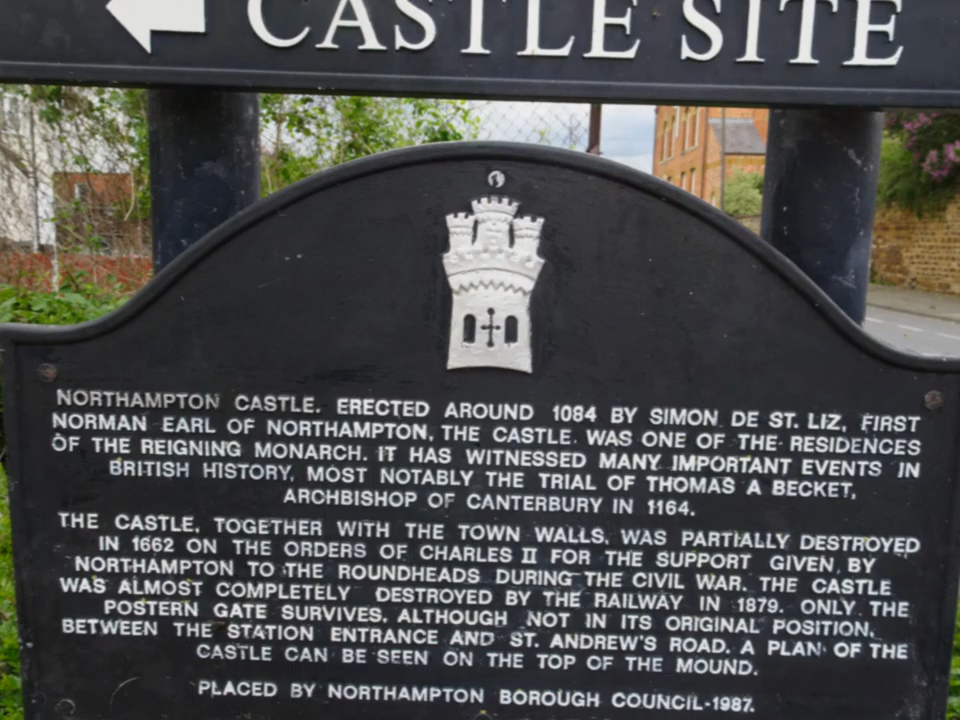 CASTLE SITE
NORTHAMPTON CASTLE. ERECTED AROUND 1084 BY SIMON DE ST. LIZ, FIRST
NORMAN EARL OF NORTHAMPTON, THE CASTLE. WAS ONE OF THE RESIDENCES
OF THE REIGNING MONARCH. IT HAS WITNESSED MANY IMPORTANT EVENTS IN
BRITISH HISTORY, MOST NOTABLY THE TRIAL OF THOMAS A BECKET,
ARCHBISHOP OF CANTERBURY IN 1164.
THE CASTLE, TOGETHER WITH THE TOWN WALLS, WAS PARTIALLY DESTROYED
IN 1662 ON THE ORDERS OF CHARLES II FOR THE SUPPORT GIVEN BY
NORTHAMPTON TO THE ROUNDHEADS DURING THE CIVIL WAR. THE CASTLE
WAS ALMOST COMPLETELY DESTROYED BY THE RAILWAY IN 1879. ONLY THE
POSTERN GATE SURVIVES, ALTHOUGH NOT IN ITS ORIGINAL POSITION,
BETWEEN THE STATION ENTRANCE AND ST. ANDREW'S ROAD. A PLAN OF THE
CASTLE CAN BE SEEN ON THE TOP OF THE MOUND.
PLACED BY NORTHAMPTON BOROUGH COUNCIL-1987.